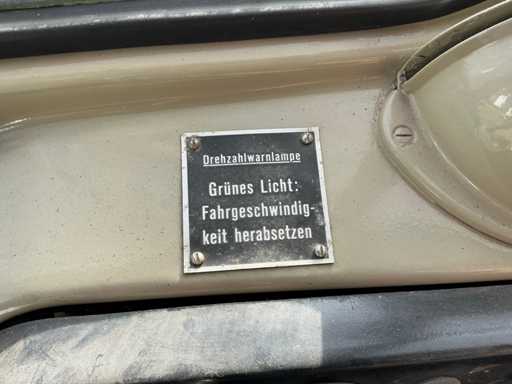 Drehzahlwarnlampe
Grünes Licht:
Fahrgeschwindig-
keit herabsetzen